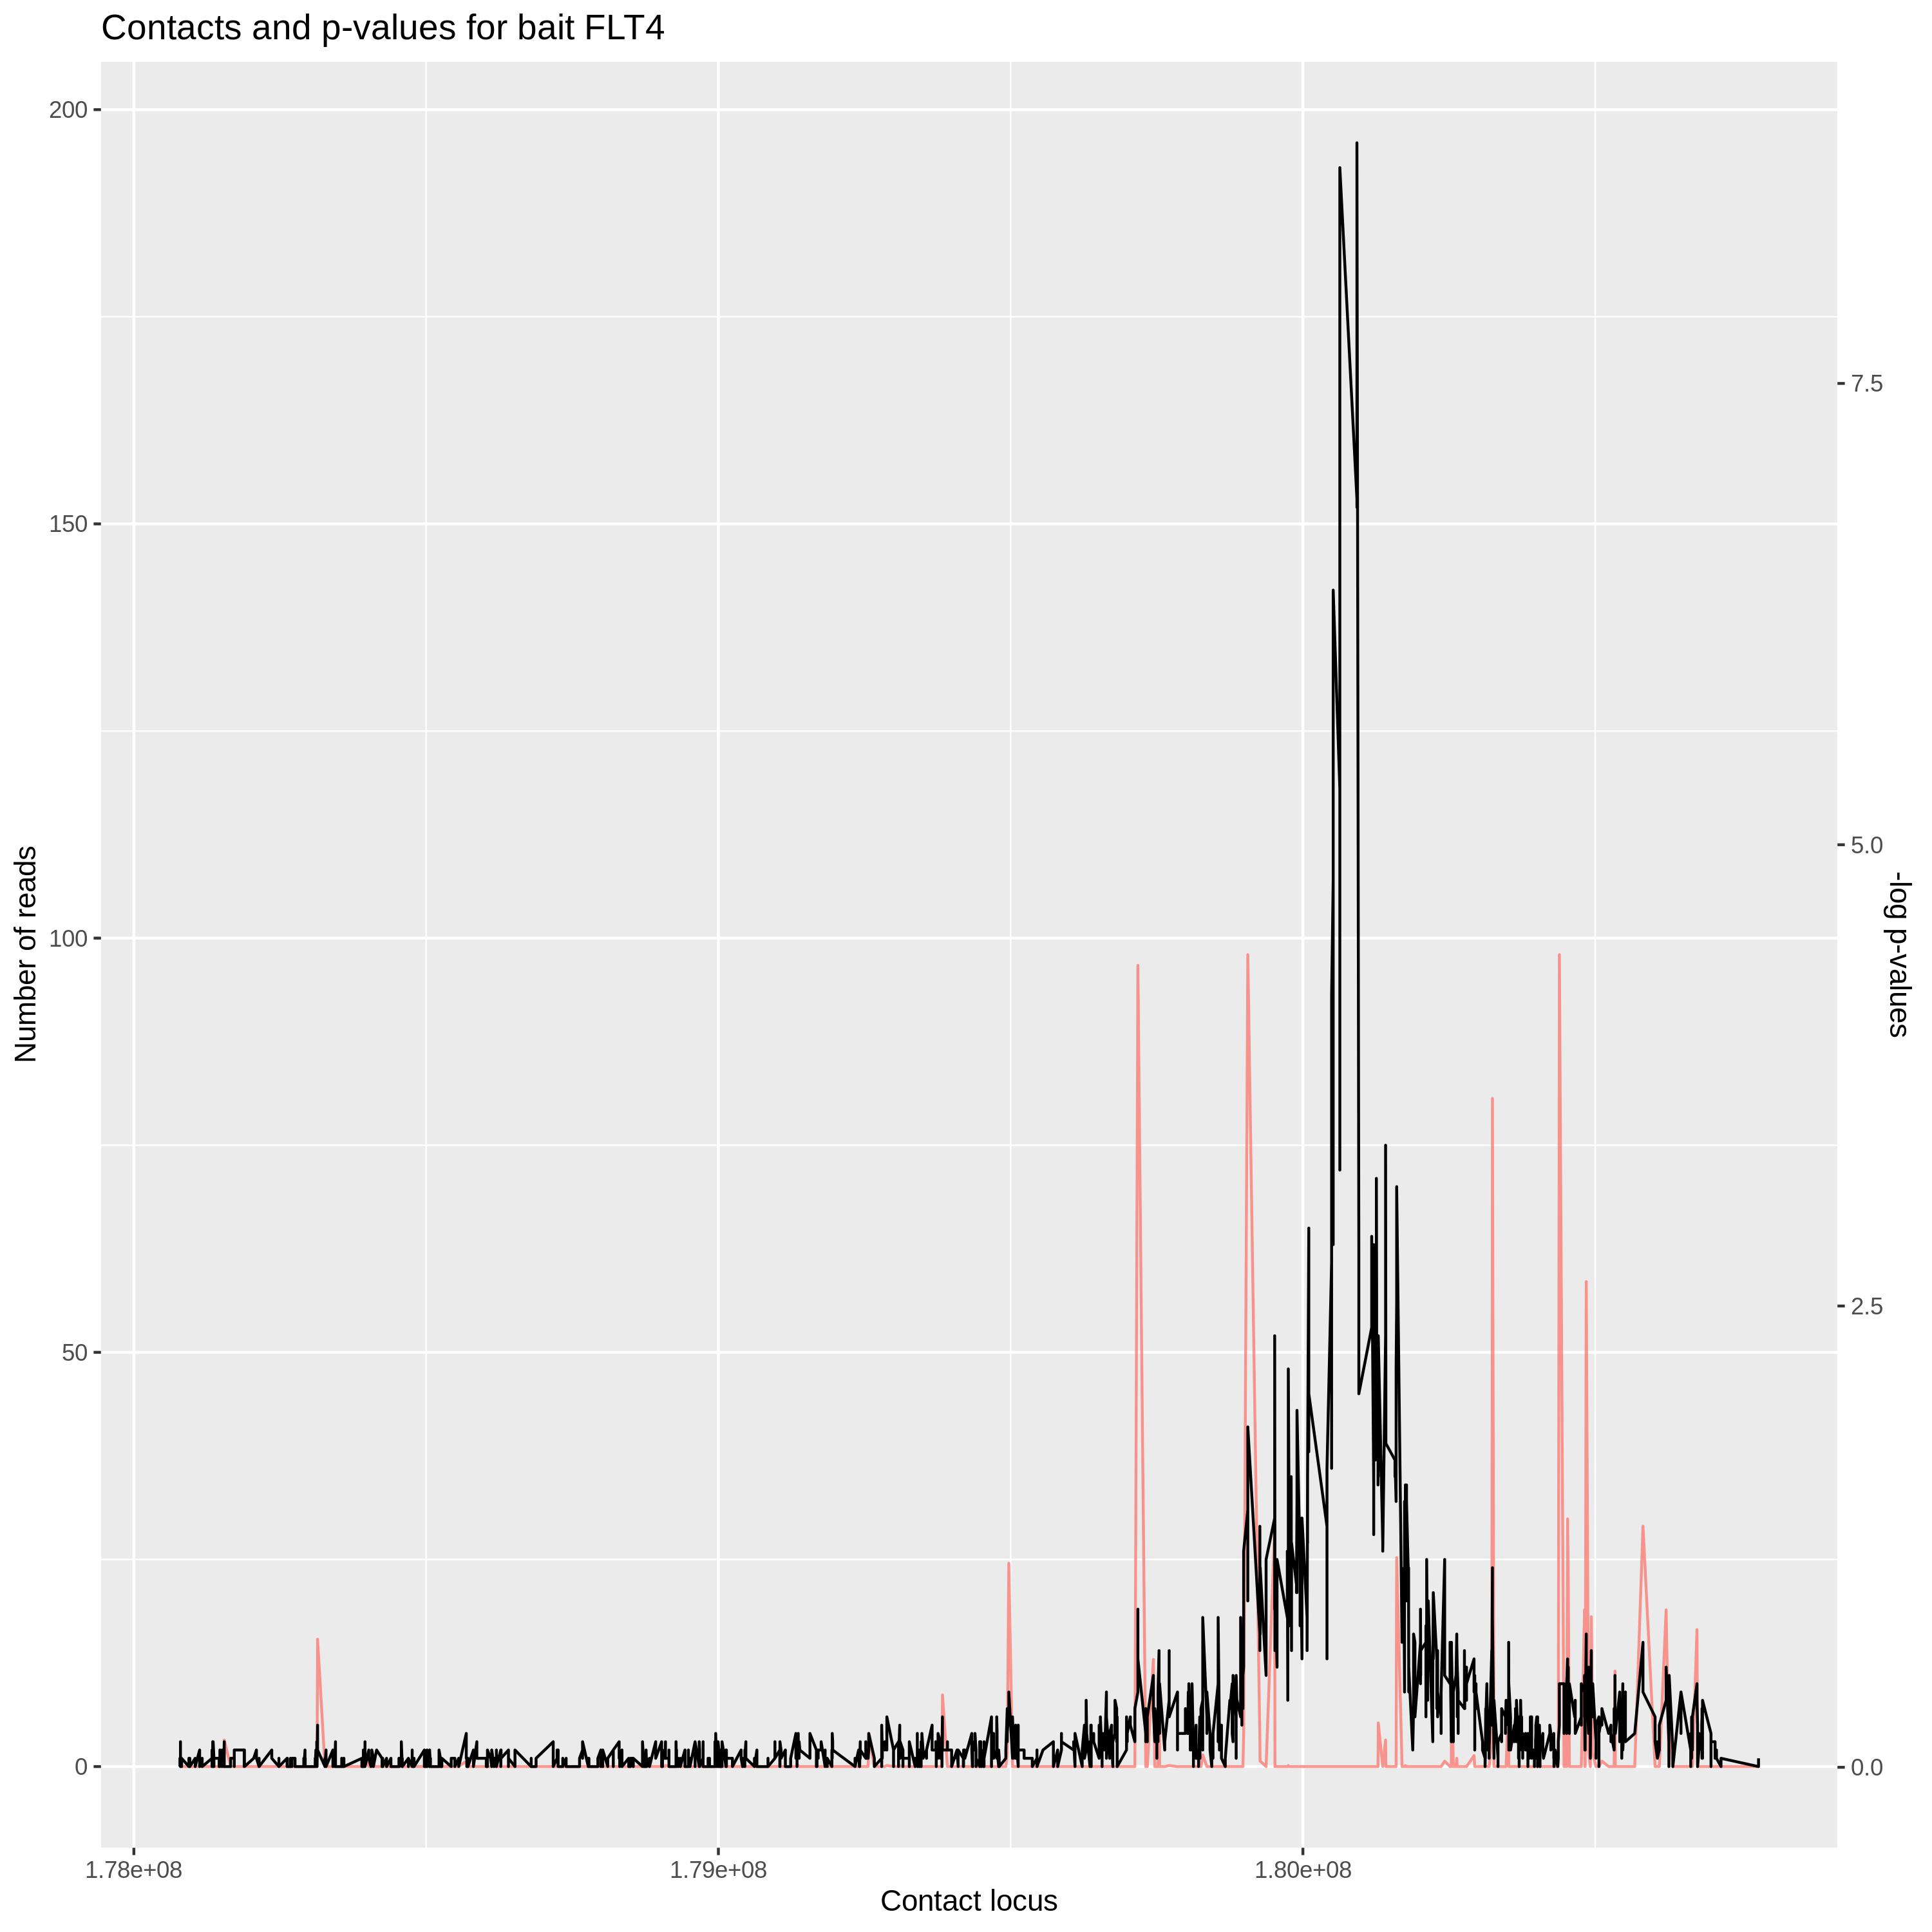 Contacts and p-values for bait FLT4
200
150
100
50
0
Number of reads
7.5
5.0
2.5
0.0
-log p-values
1.78e+08
1.79e+08
1.80e+08
Contact locus